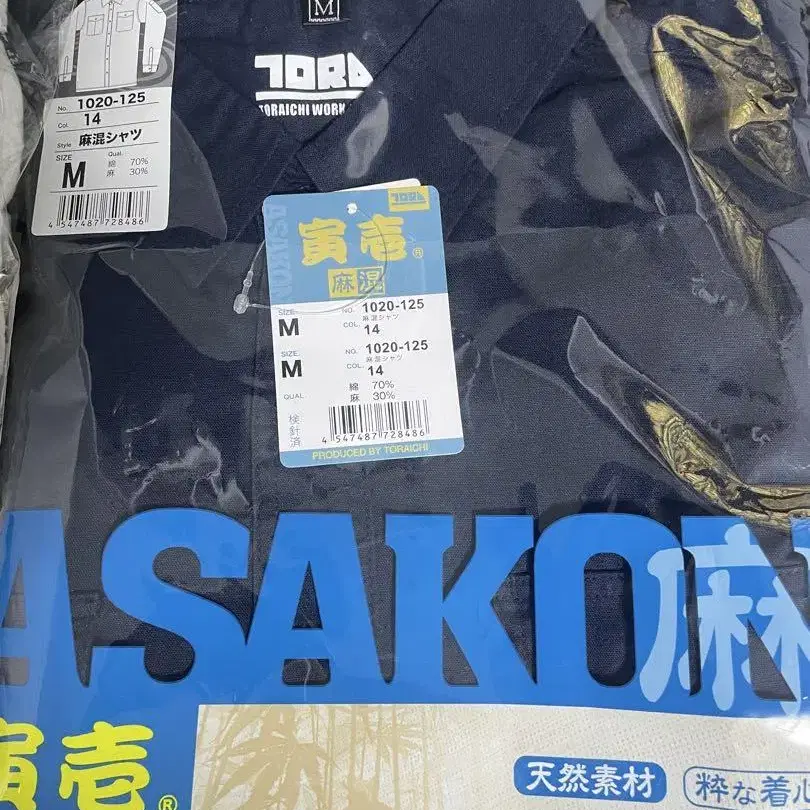 M
TORA
TORAICHI WORK
No. 1020-125
Col. 14
Style 麻混シャツ
SIZE Qual.
M 綿 70%
麻 30%
4 547487 728486
TORA
ASAKO
寅壱®
麻混
SIZE. NO. 1020-125
麻混シャツ
M COL. 14
SIZE. NO. 1020-125
麻混シャツ
M COL. 14
QUAL 綿 70%
麻 30%
検針済
4 547487 728486
PRODUCED BY TORAICHI
ASAKON
麻
寅壱®
天然素材
粋な着心